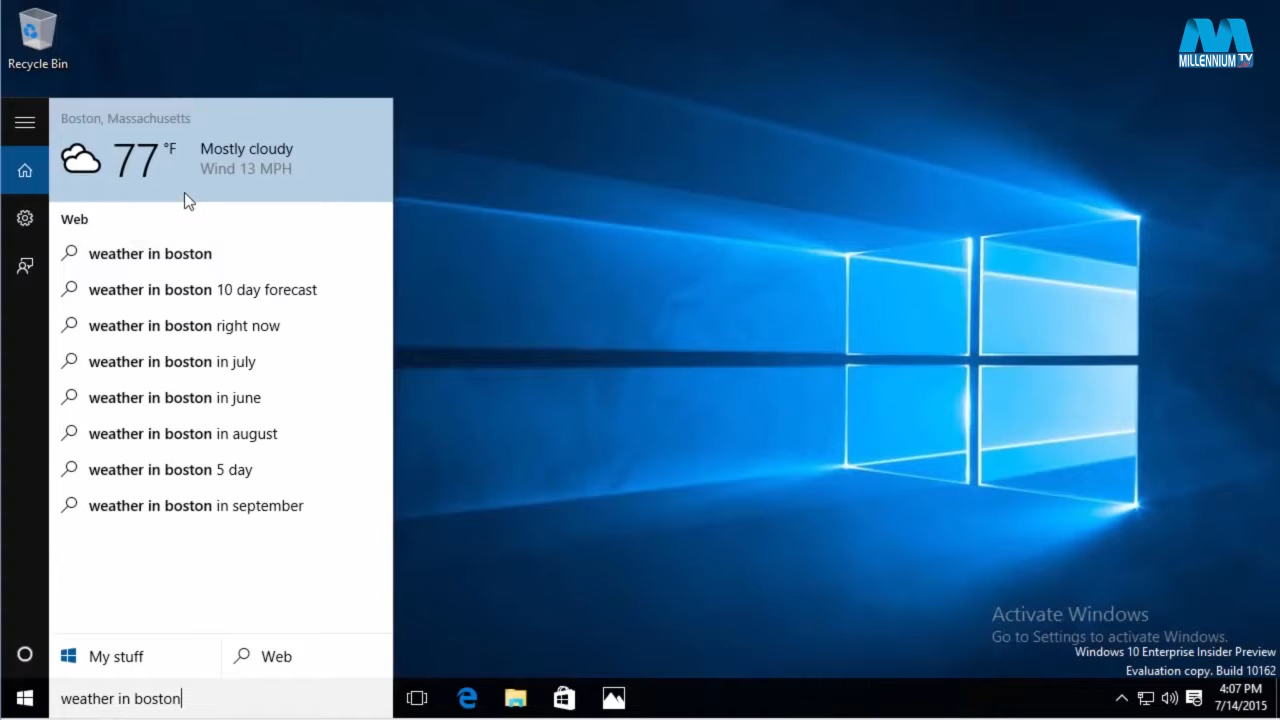 Recycle Bin
MILLENNIUM TV
Boston, Massachusetts
77 °F
Mostly cloudy
Wind 13 MPH
Web
weather in boston
weather in boston 10 day forecast
weather in boston right now
weather in boston in july
weather in boston in june
weather in boston in august
weather in boston 5 day
weather in boston in september
My stuff
Web
weather in boston
Activate Windows
Go to Settings to activate Windows.
Windows 10 Enterprise Insider Preview
Evaluation copy. Build 10162
4:07 PM
7/14/2015